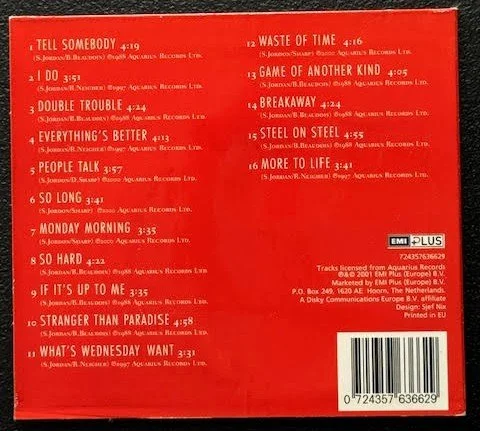 1 TELL SOMEBODY 4:19
(S.JORDAN/B.BEAUDOIS) ℗1988 AQUARIUS RECORDS LTD.
2 I DO 3:51
(S.JORDAN/R.NEIGHER) ℗1997 AQUARIUS RECORDS LTD.
3 DOUBLE TROUBLE 4:24
(S.JORDAN/B.BEAUDOIS) ℗1988 AQUARIUS RECORDS LTD.
4 EVERYTHING'S BETTER 4:13
(S.JORDAN/R.NEIGHER) ℗1997 AQUARIUS RECORDS LTD.
5 PEOPLE TALK 3:57
(S.JORDAN/D.SHARP) ℗2000 AQUARIUS RECORDS LTD.
6 SO LONG 3:41
(S.JORDAN/SHARP) ℗2000 AQUARIUS RECORDS LTD.
7 MONDAY MORNING 3:35
(S.JORDAN/SHARP) ℗2000 AQUARIUS RECORDS LTD.
8 SO HARD 4:22
(S.JORDAN/B.BEAUDOIS) ℗1988 AQUARIUS RECORDS LTD.
9 IF IT'S UP TO ME 3:35
(S.JORDAN/B.BEAUDOIS) ℗1988 AQUARIUS RECORDS LTD.
10 STRANGER THAN PARADISE 4:58
(S.JORDAN/B.BEAUDOIS) ℗1988 AQUARIUS RECORDS LTD.
11 WHAT'S WEDNESDAY WANT 3:31
(S.JORDAN/R.NEIGHER) ℗1997 AQUARIUS RECORDS LTD.
12 WASTE OF TIME 4:16
(S.JORDAN/SHARP) ℗2000 AQUARIUS RECORDS LTD.
13 GAME OF ANOTHER KIND 4:05
(S.JORDAN/B.BEAUDOIS) ℗1988 AQUARIUS RECORDS LTD.
14 BREAKAWAY 4:24
(S.JORDAN/B.BEAUDOIS) ℗1988 AQUARIUS RECORDS LTD.
15 STEEL ON STEEL 4:55
(S.JORDAN/B.BEAUDOIS) ℗1988 AQUARIUS RECORDS LTD.
16 MORE TO LIFE 3:41
(S.JORDAN/R.NEIGHER) ℗1997 AQUARIUS RECORDS LTD.
EMI PLUS
724357636629
Tracks licensed from Aquarius Records
℗&© 2001 EMI Plus (Europe) B.V.
Marketed by EMI Plus (Europe) B.V.
P.O. Box 249, 1620 AE Hoorn, The Netherlands.
A Disky Communications Europe B.V. affiliate
Design: Sjef Nix
Printed in EU
0 724357 636629